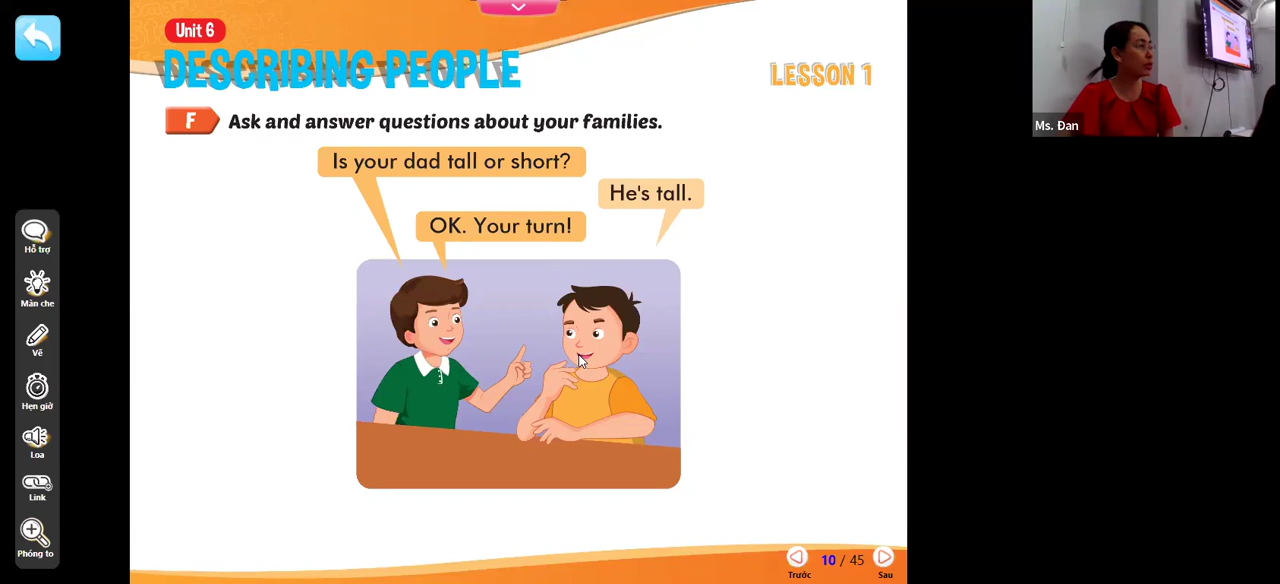 Unit 6
DESCRIBING PEOPLE
LESSON 1
F Ask and answer questions about your families.
Is your dad tall or short?
He's tall.
OK. Your turn!
Ms. Đan
Hỗ trợ
Màn che
Vẽ
Hẹn giờ
Loa
Link
Phóng to
10 / 45
Trước
Sau